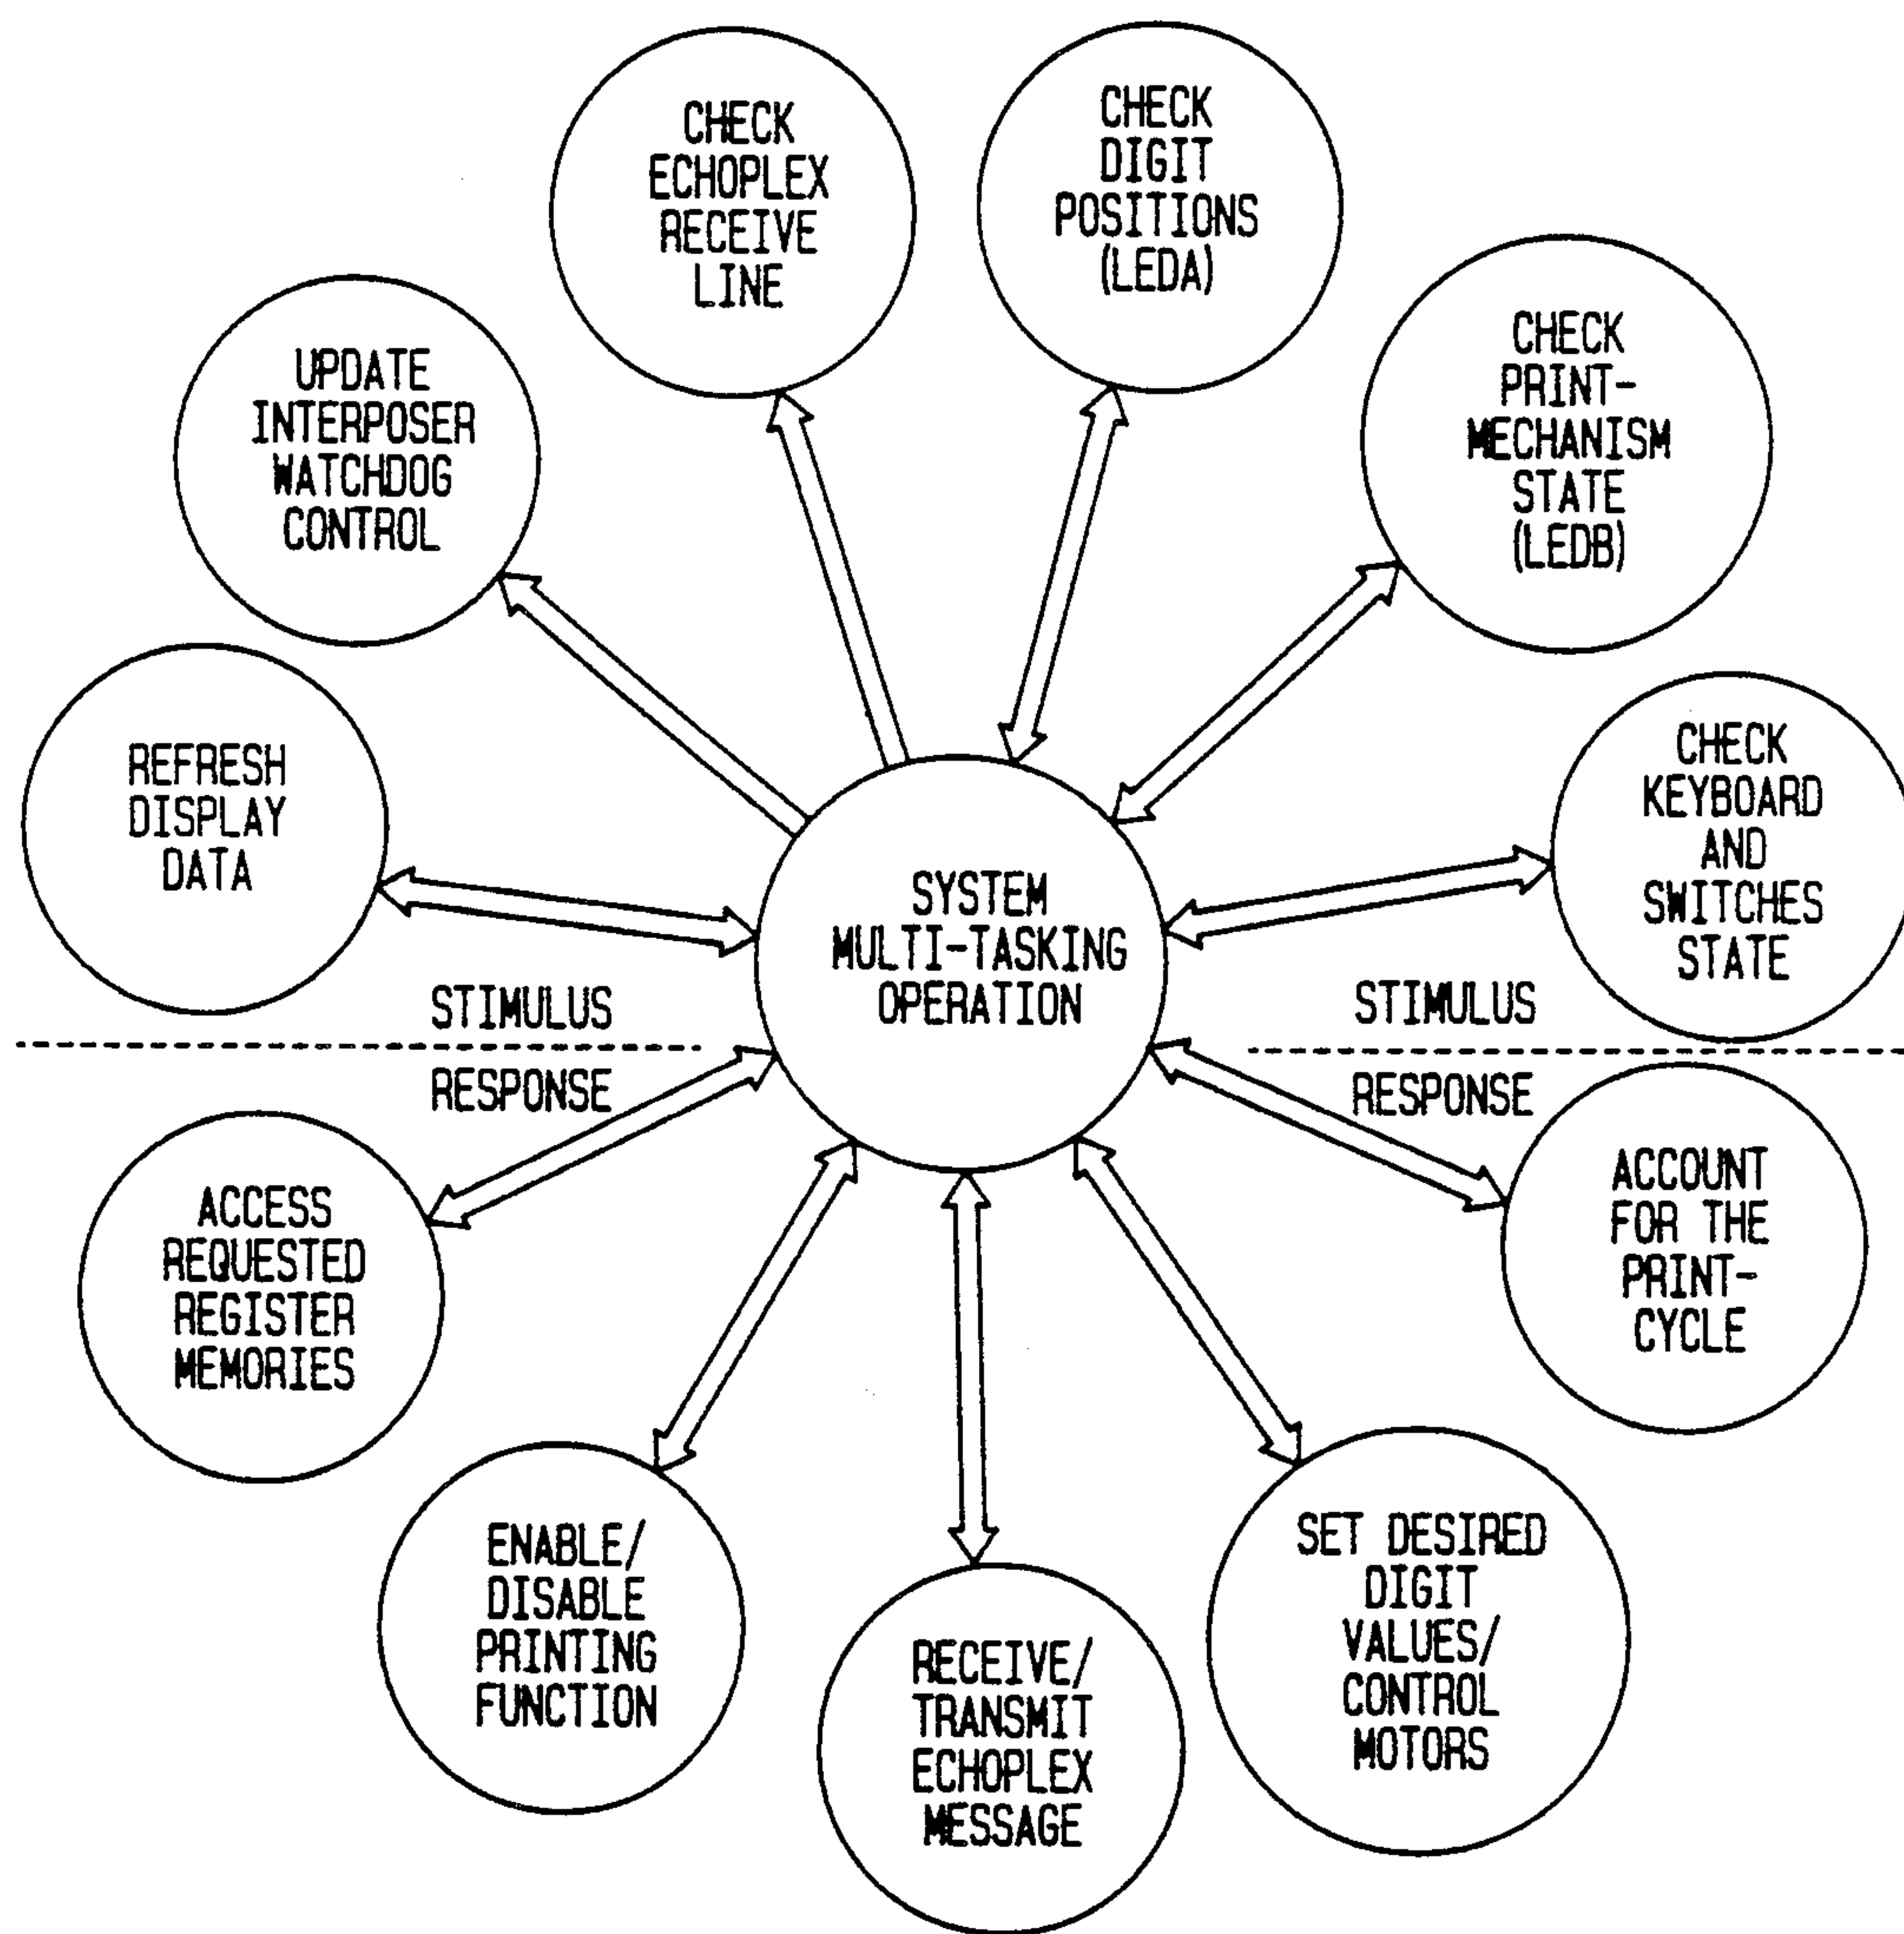 CHECK
ECHOPLEX
RECEIVE
LINE
CHECK
DIGIT
POSITIONS
(LEDA)
CHECK
PRINT-
MECHANISM
STATE
(LEDB)
UPDATE
INTERPOSER
WATCHDOG
CONTROL
REFRESH
DISPLAY
DATA
CHECK
KEYBOARD
AND
SWITCHES
STATE
SYSTEM
MULTI-TASKING
OPERATION
STIMULUS
RESPONSE
STIMULUS
RESPONSE
ACCESS
REQUESTED
REGISTER
MEMORIES
ACCOUNT
FOR THE
PRINT-
CYCLE
ENABLE/
DISABLE
PRINTING
FUNCTION
RECEIVE/
TRANSMIT
ECHOPLEX
MESSAGE
SET DESIRED
DIGIT
VALUES/
CONTROL
MOTORS